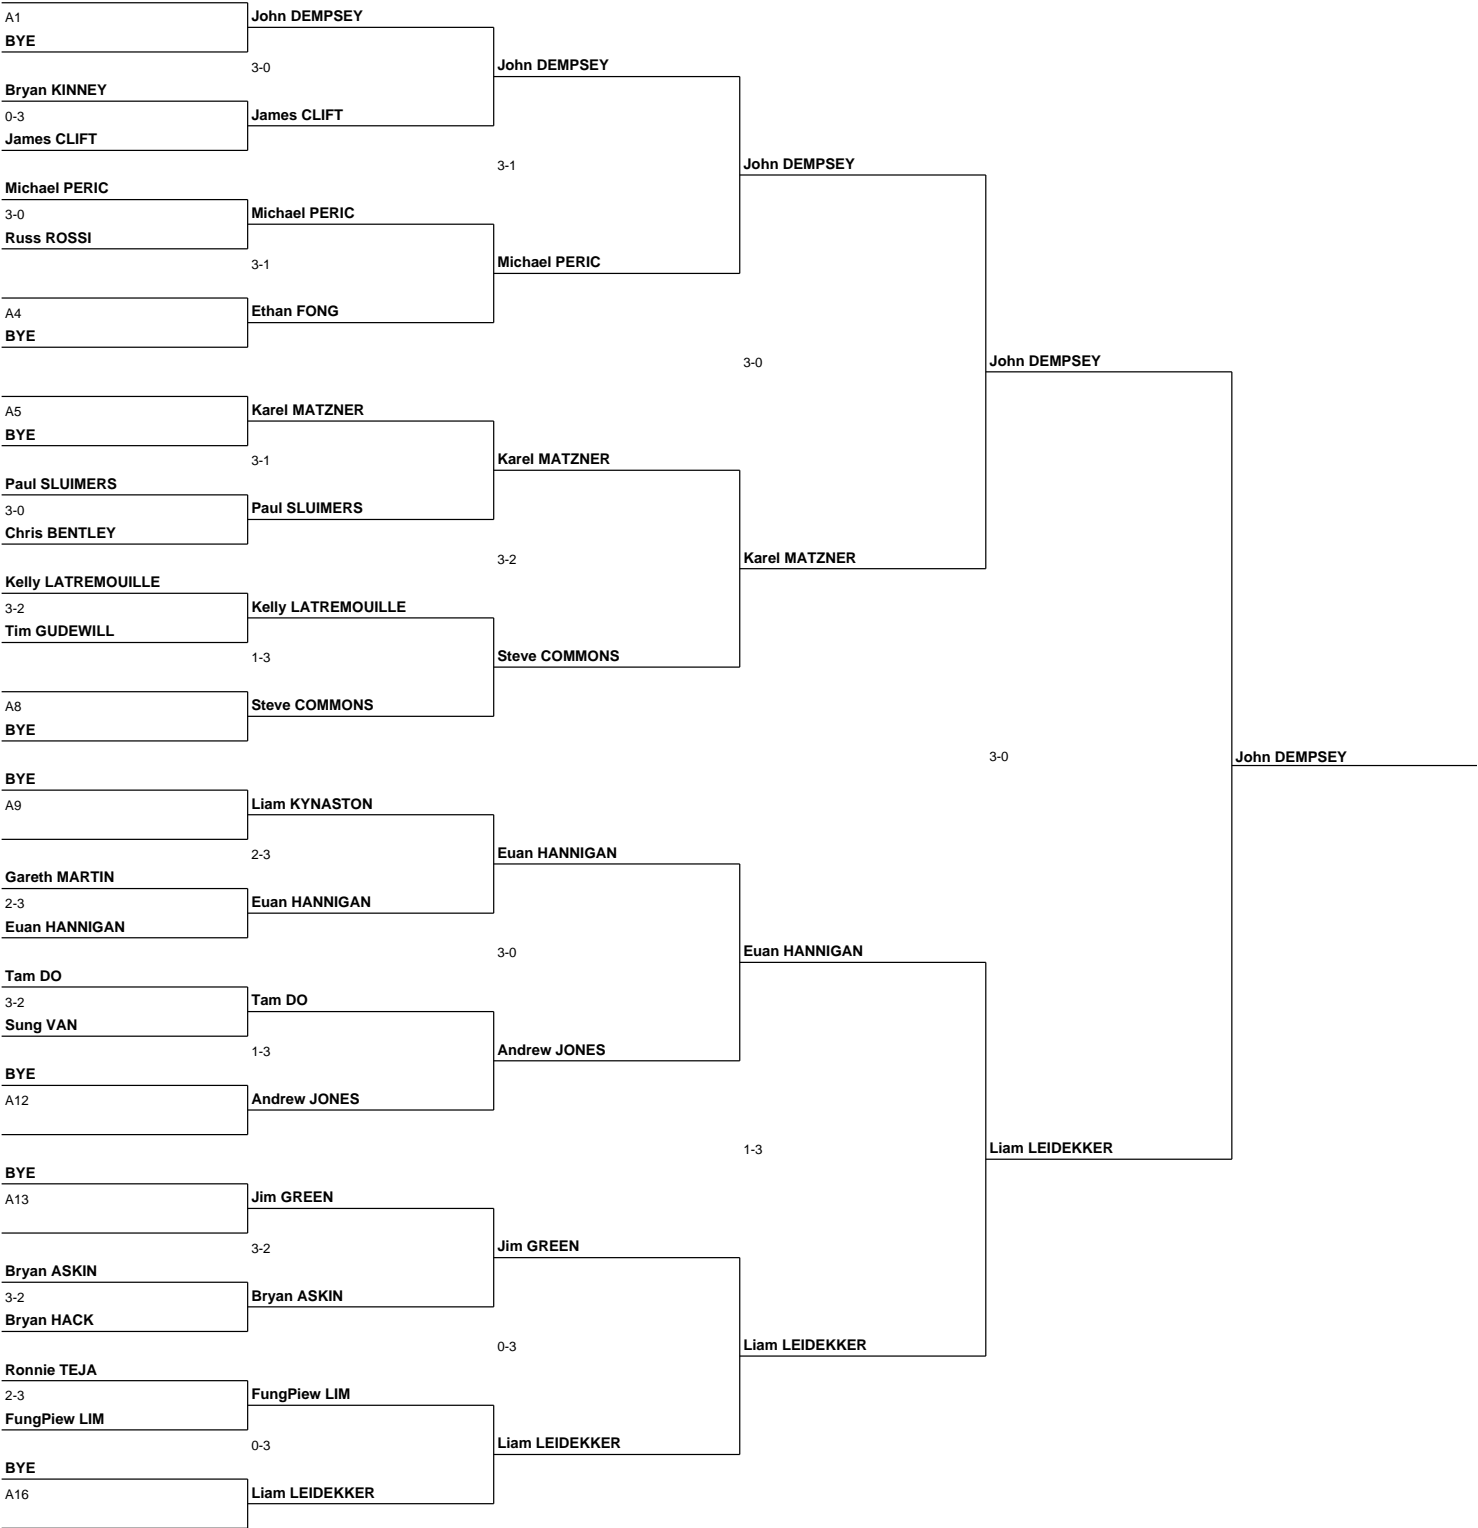 A1
BYE
John DEMPSEY
3-0
Bryan KINNEY
0-3
James CLIFT
James CLIFT
John DEMPSEY
3-1
Michael PERIC
3-0
Russ ROSSI
Michael PERIC
3-1
A4
BYE
Ethan FONG
Michael PERIC
John DEMPSEY
3-0
A5
BYE
Karel MATZNER
3-1
Paul SLUIMERS
3-0
Chris BENTLEY
Paul SLUIMERS
Karel MATZNER
3-2
Kelly LATREMOUILLE
3-2
Tim GUDEWILL
Kelly LATREMOUILLE
1-3
A8
BYE
Steve COMMONS
Steve COMMONS
Karel MATZNER
John DEMPSEY
3-0
John DEMPSEY
BYE
A9
Liam KYNASTON
2-3
Gareth MARTIN
2-3
Euan HANNIGAN
Euan HANNIGAN
Euan HANNIGAN
3-0
Tam DO
3-2
Sung VAN
Tam DO
1-3
BYE
A12
Andrew JONES
Andrew JONES
Euan HANNIGAN
1-3
BYE
A13
Jim GREEN
3-2
Bryan ASKIN
3-2
Bryan HACK
Bryan ASKIN
Jim GREEN
0-3
Ronnie TEJA
2-3
FungPiew LIM
FungPiew LIM
0-3
BYE
A16
Liam LEIDEKKER
Liam LEIDEKKER
Liam LEIDEKKER
Liam LEIDEKKER